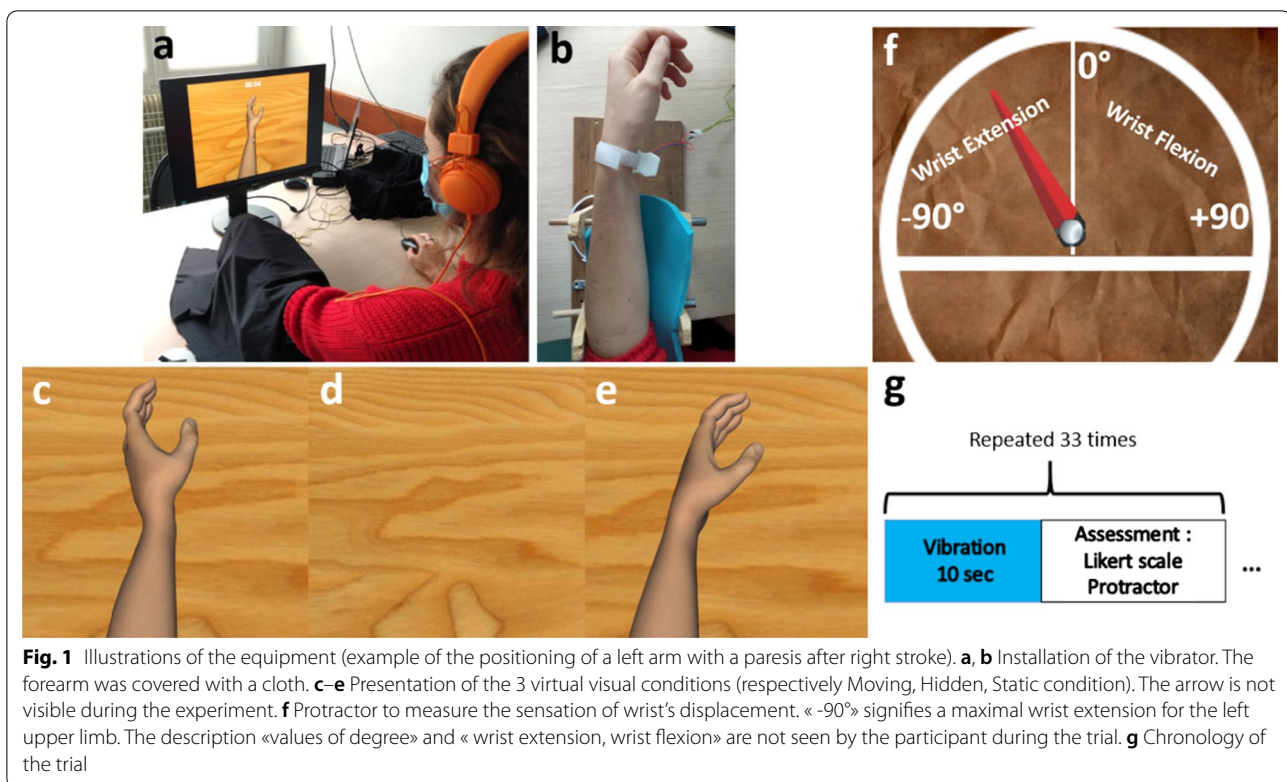 a
b
00:04
f
0°
Wrist Extension
Wrist Flexion
-90°
+90
c
d
e
g
Repeated 33 times
Vibration
10 sec
Assessment :
Likert scale
Protractor
...
Fig. 1 Illustrations of the equipment (example of the positioning of a left arm with a paresis after right stroke). a, b Installation of the vibrator. The
forearm was covered with a cloth. c–e Presentation of the 3 virtual visual conditions (respectively Moving, Hidden, Static condition). The arrow is not
visible during the experiment. f Protractor to measure the sensation of wrist's displacement. « -90°» signifies a maximal wrist extension for the left
upper limb. The description «values of degree» and « wrist extension, wrist flexion» are not seen by the participant during the trial. g Chronology of
the trial